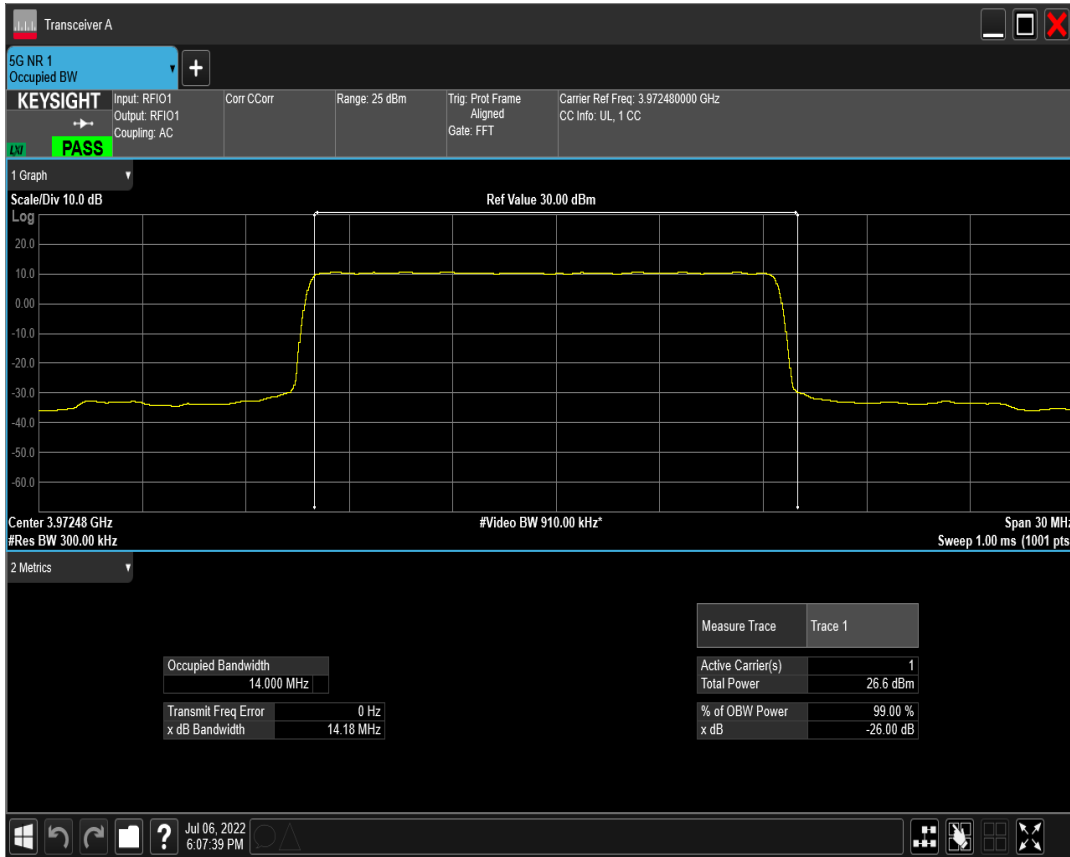 Transceiver A
5G NR 1
Occupied BW
KEYSIGHT
LXI
PASS
Input: RFIO1
Output: RFIO1
Coupling: AC
Corr CCorr
Range: 25 dBm
Trig: Prot Frame
Aligned
Gate: FFT
Carrier Ref Freq: 3.972480000 GHz
CC Info: UL, 1 CC
1 Graph
Scale/Div 10.0 dB
Ref Value 30.00 dBm
Log
20.0
10.0
0.00
-10.0
-20.0
-30.0
-40.0
-50.0
-60.0
Center 3.97248 GHz
#Video BW 910.00 kHz*
Span 30 MHz
#Res BW 300.00 kHz
Sweep 1.00 ms (1001 pts
2 Metrics
Measure Trace Trace 1
Occupied Bandwidth
14.000 MHz
Transmit Freq Error 0 Hz
x dB Bandwidth 14.18 MHz
Active Carrier(s) 1
Total Power 26.6 dBm
% of OBW Power 99.00 %
x dB -26.00 dB
Jul 06, 2022
6:07:39 PM